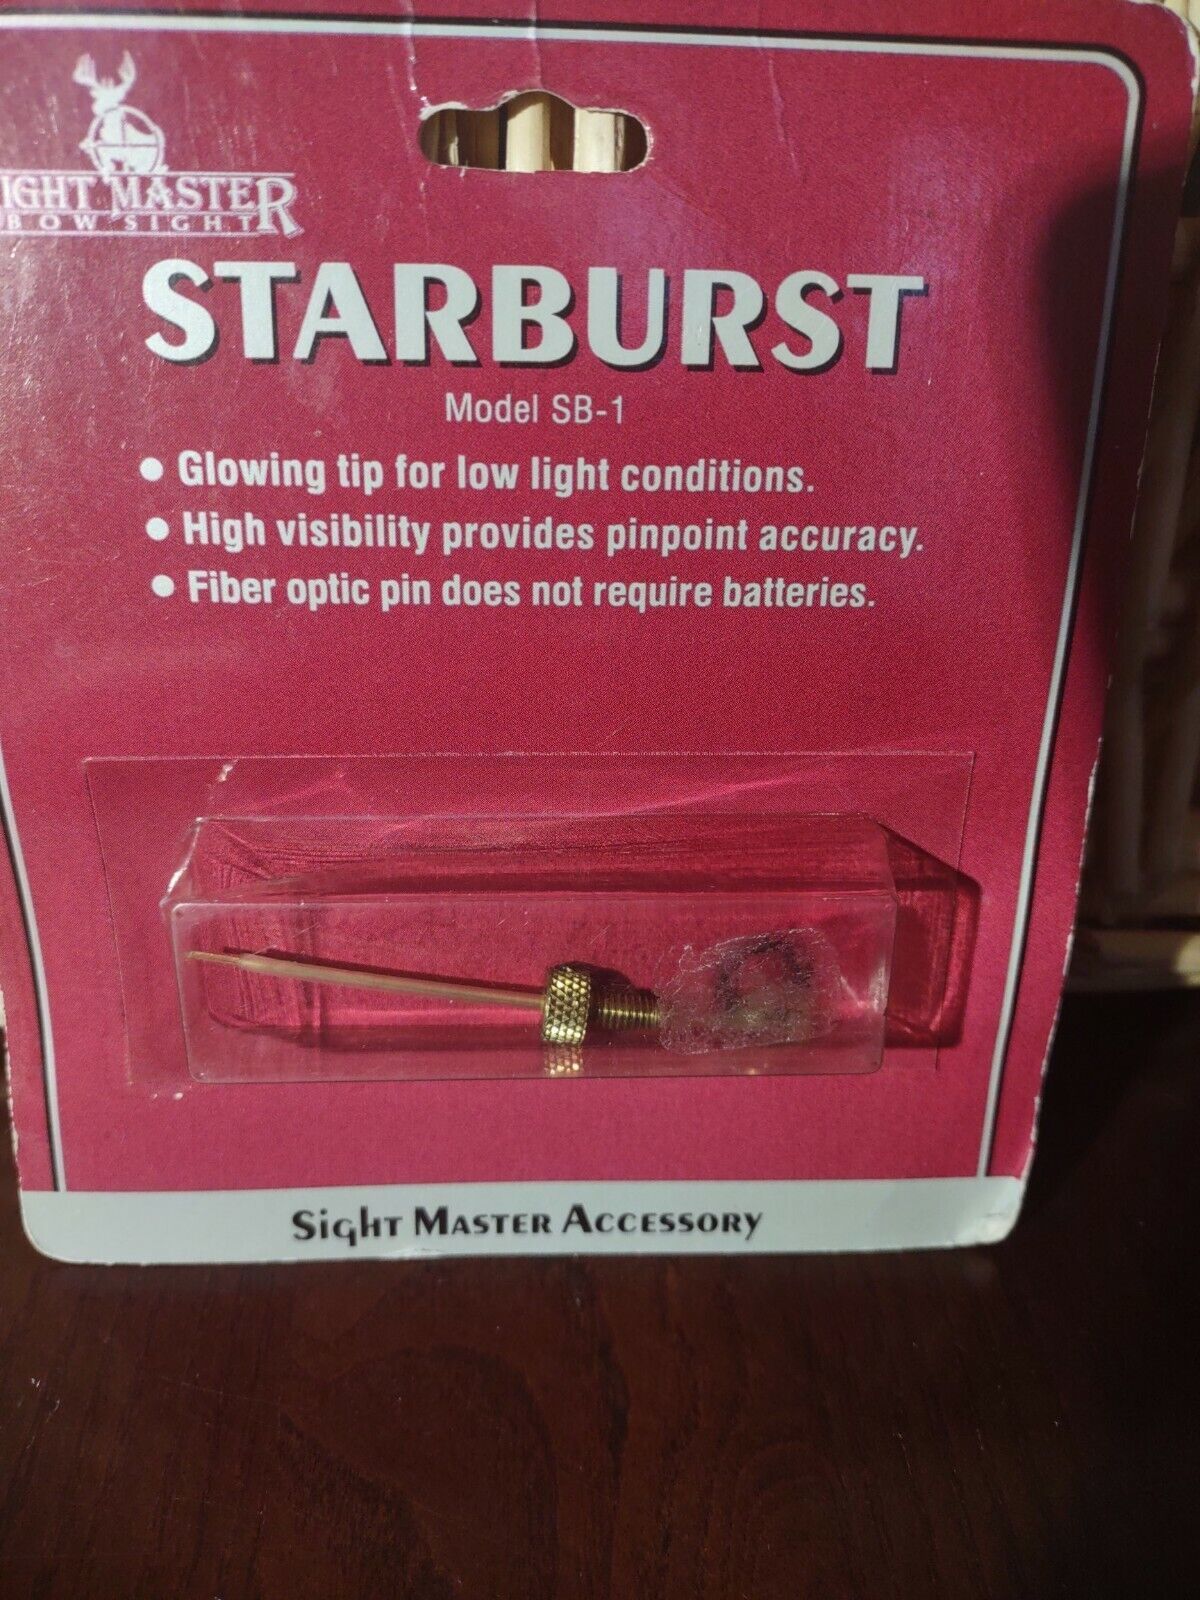 IGHT MASTER
BOW SIGHT
STARBURST
Model SB-1
• Glowing tip for low light conditions.
• High visibility provides pinpoint accuracy.
• Fiber optic pin does not require batteries.
Sight Master Accessory